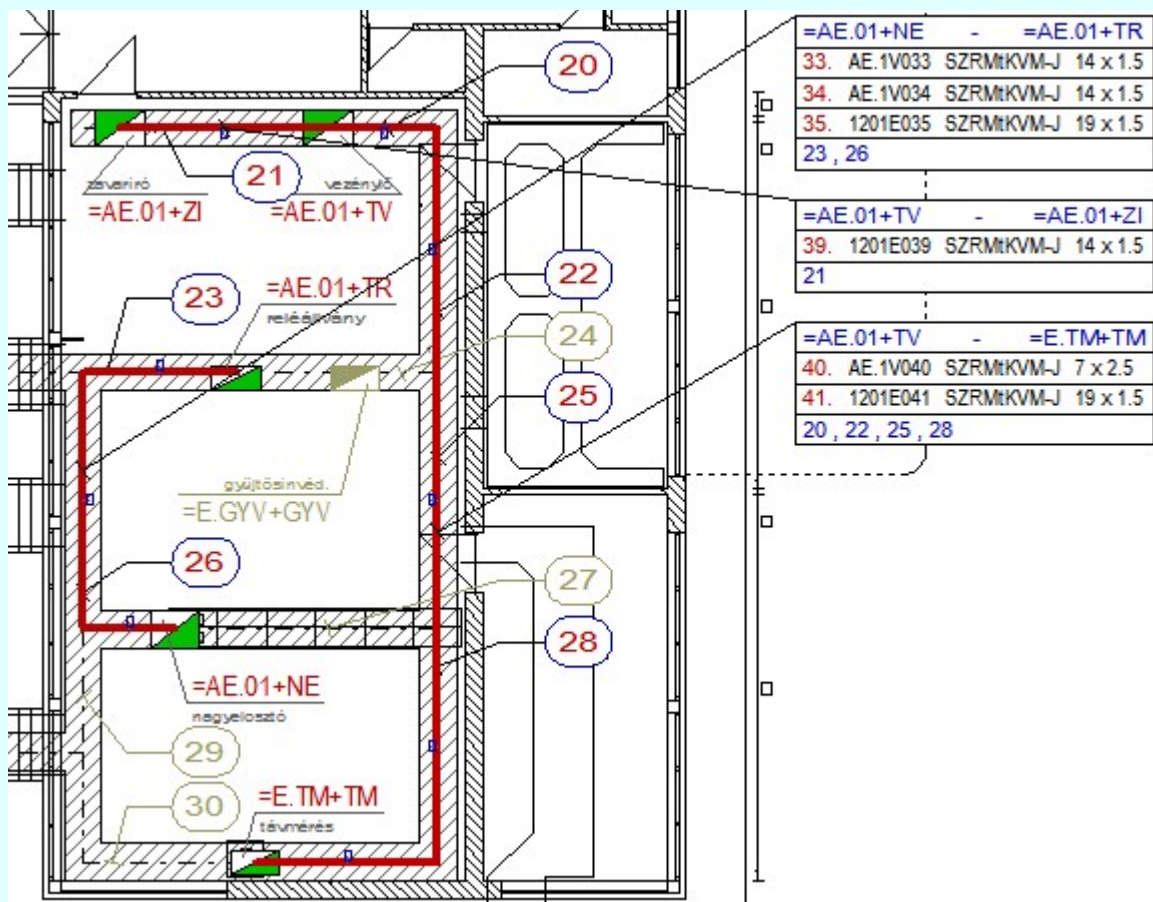 20
21
záváriró
=AE.01+ZI
vezénylő
=AE.01+TV
22
23
=AE.01+TR
reléállvány
24
25
gyűjtősínvéd.
=E.GYV+GYV
26
27
28
=AE.01+NE
nagyelosztó
29
30
=E.TM+TM
távmérés
=AE.01+NE - =AE.01+TR
33. AE.1V033 SZRMtKVM-J 14 x 1.5
34. AE.1V034 SZRMtKVM-J 14 x 1.5
35. 1201E035 SZRMtKVM-J 19 x 1.5
23 , 26
=AE.01+TV - =AE.01+ZI
39. 1201E039 SZRMtKVM-J 14 x 1.5
21
=AE.01+TV - =E.TM+TM
40. AE.1V040 SZRMtKVM-J 7 x 2.5
41. 1201E041 SZRMtKVM-J 19 x 1.5
20 , 22 , 25 , 28